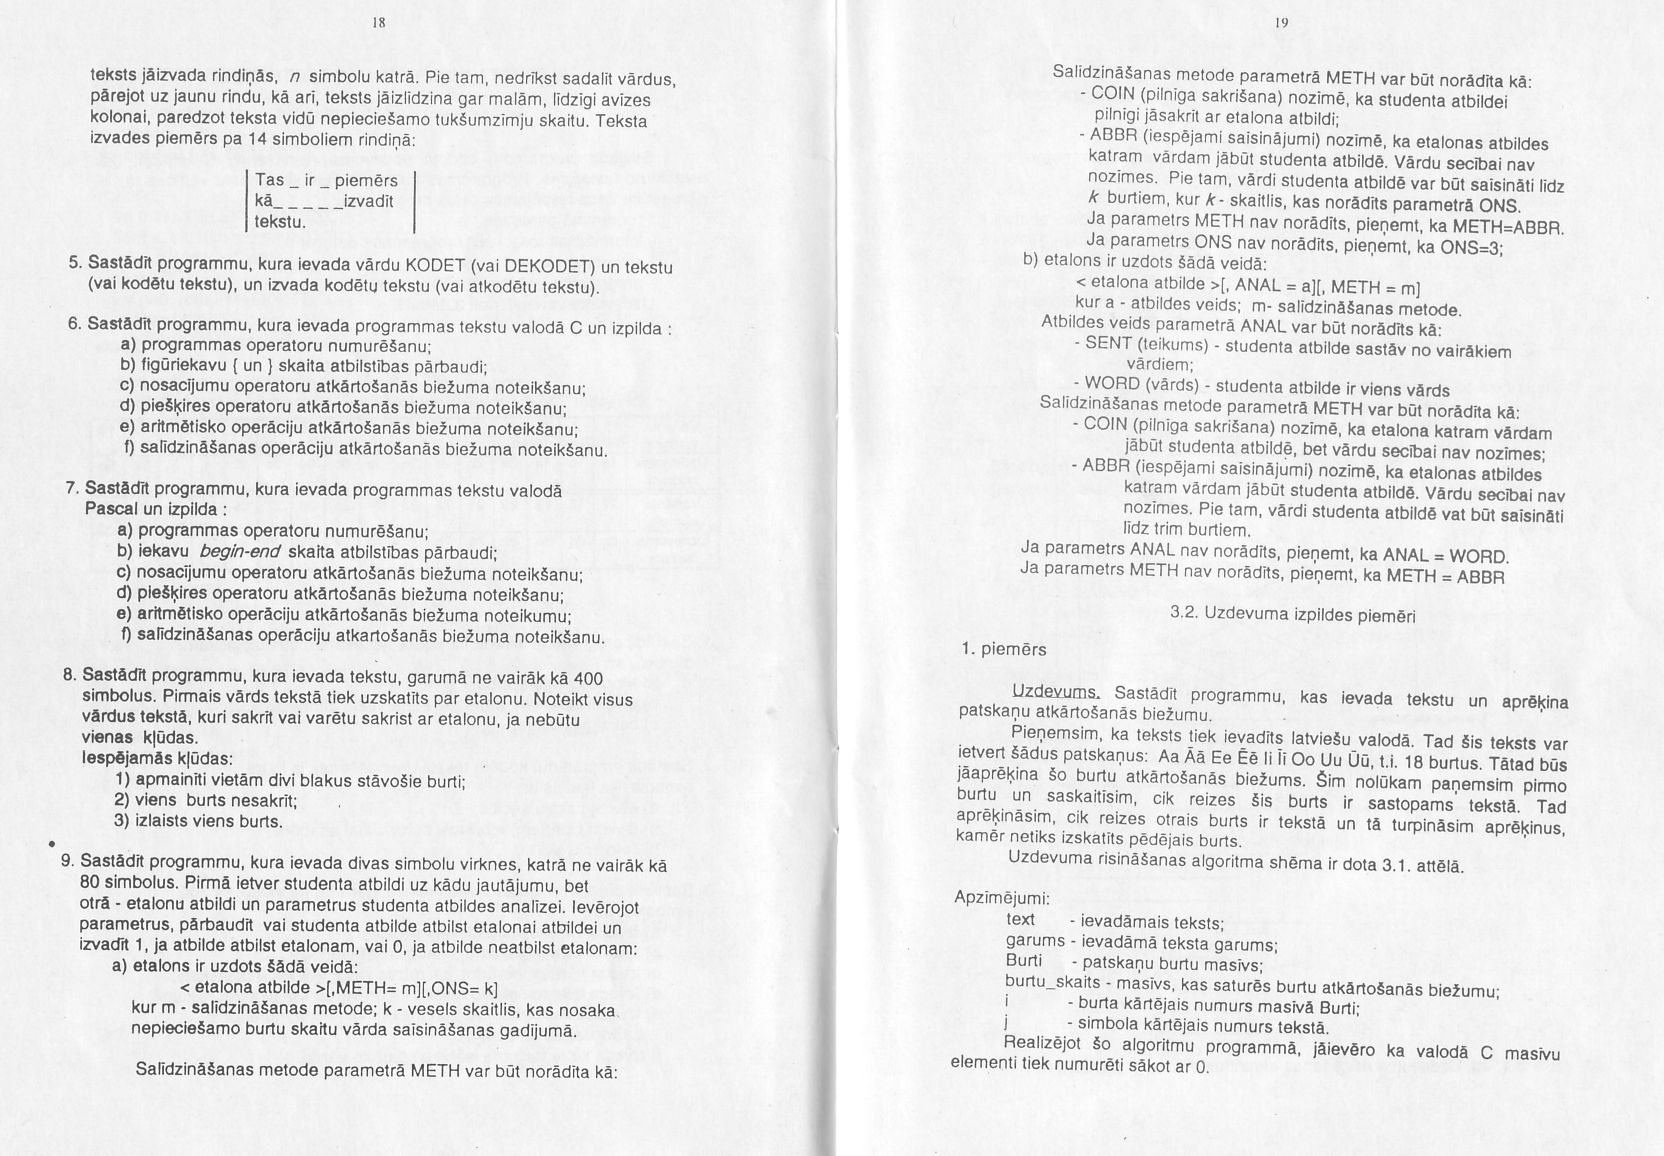 18
teksts jāizvada rindiņās, n simbolu katrā. Pie tam, nedrīkst sadalīt vārdus,
pārejot uz jaunu rindu, kā arī, teksts jāizlīdzina gar malām, līdzīgi avīzes
kolonai, paredzot teksta vidū nepieciešamo tukšumzīmju skaitu. Teksta
izvades piemērs pa 14 simboliem rindiņā:
Tas _ ir _ piemērs
kā_ _ _ _ _izvadīt
tekstu.
5. Sastādīt programmu, kura ievada vārdu KODET (vai DEKODET) un tekstu
(vai kodētu tekstu), un izvada kodētų tekstu (vai atkodētu tekstu).
6. Sastādīt programmu, kura ievada programmas tekstu valodā C un izpilda :
a) programmas operatoru numurēšanu;
b) figūriekavu { un } skaita atbilstības pārbaudi;
c) nosacījumu operatoru atkārtošanās biežuma noteikšanu;
d) piešķires operatoru atkārtošanās biežuma noteikšanu;
e) aritmētisko operāciju atkārtošanās biežuma noteikšanu;
f) salīdzināšanas operāciju atkārtošanās biežuma noteikšanu.
7. Sastādīt programmu, kura ievada programmas tekstu valodā
Pascal un izpilda :
a) programmas operatoru numurēšanu;
b) iekavu begin-end skaita atbilstības pārbaudi;
c) nosacījumu operatoru atkārtošanās biežuma noteikšanu;
d) piešķires operatoru atkārtošanās biežuma noteikšanu;
e) aritmētisko operāciju atkārtošanās biežuma noteikumu;
f) salīdzināšanas operāciju atkartošanās biežuma noteikšanu.
8. Sastādīt programmu, kura ievada tekstu, garumā ne vairāk kā 400
simbolus. Pirmais vārds tekstā tiek uzskatīts par etalonu. Noteikt visus
vārdus tekstā, kuri sakrīt vai varētu sakrist ar etalonu, ja nebūtu
vienas kļūdas.
Iespējamās kļūdas:
1) apmainīti vietām divi blakus stāvošie burti;
2) viens burts nesakrīt;
3) izlaists viens burts.
9. Sastādīt programmu, kura ievada divas simbolu virknes, katrā ne vairāk kā
80 simbolus. Pirmā ietver studenta atbildi uz kādu jautājumu, bet
otrā - etalonu atbildi un parametrus studenta atbildes analīzei. Ievērojot
parametrus, pārbaudīt vai studenta atbilde atbilst etalonai atbildei un
izvadīt 1, ja atbilde atbilst etalonam, vai 0, ja atbilde neatbilst etalonam:
a) etalons ir uzdots šādā veidā:
< etalona atbilde >[,METH= m][,ONS= k]
kur m - salīdzināšanas metode; k - vesels skaitlis, kas nosaka
nepieciešamo burtu skaitu vārda saīsināšanas gadījumā.
Salīdzināšanas metode parametrā METH var būt norādīta kā:
19
Salīdzināšanas metode parametrā METH var būt norādīta kā:
- COIN (pilnīga sakrišana) nozīmē, ka studenta atbildei
pilnīgi jāsakrīt ar etalona atbildi;
- ABBR (iespējami saīsinājumi) nozīmē, ka etalonas atbildes
katram vārdam jābūt studenta atbildē. Vārdu secībai nav
nozīmes. Pie tam, vārdi studenta atbildē var būt saīsināti līdz
k burtiem, kur k - skaitlis, kas norādīts parametrā ONS.
Ja parametrs METH nav norādīts, pieņemt, ka METH=ABBR.
Ja parametrs ONS nav norādīts, pieņemt, ka ONS=3;
b) etalons ir uzdots šādā veidā:
< etalona atbilde >[, ANAL = a][, METH = m]
kur a - atbildes veids; m- salīdzināšanas metode.
Atbildes veids parametrā ANAL var būt norādīts kā:
- SENT (teikums) - studenta atbilde sastāv no vairākiem
vārdiem;
- WORD (vārds) - studenta atbilde ir viens vārds
Salīdzināšanas metode parametrā METH var būt norādīta kā:
- COIN (pilnīga sakrišana) nozīmē, ka etalona katram vārdam
jābūt studenta atbildē, bet vārdu secībai nav nozīmes;
- ABBR (iespējami saīsinājumi) nozīmē, ka etalonas atbildes
katram vārdam jābūt studenta atbildē. Vārdu secībai nav
nozīmes. Pie tam, vārdi studenta atbildē vat būt saīsināti
līdz trim burtiem.
Ja parametrs ANAL nav norādīts, pieņemt, ka ANAL = WORD.
Ja parametrs METH nav norādīts, pieņemt, ka METH = ABBR
3.2. Uzdevuma izpildes piemēri
1. piemērs
Uzdevums. Sastādīt programmu, kas ievada tekstu un aprēķina
patskaņu atkārtošanās biežumu.
Pieņemsim, ka teksts tiek ievadīts latviešu valodā. Tad šis teksts var
ietvert šādus patskaņus: Aa Āā Ee Ēē Ii Īī Oo Uu Ūū, t.i. 18 burtus. Tātad būs
jāaprēķina šo burtu atkārtošanās biežums. Šim nolūkam paņemsim pirmo
burtu un saskaitīsim, cik reizes šis burts ir sastopams tekstā. Tad
aprēķināsim, cik reizes otrais burts ir tekstā un tā turpināsim aprēķinus,
kamēr netiks izskatīts pēdējais burts.
Uzdevuma risināšanas algoritma shēma ir dota 3.1. attēlā.
Apzīmējumi:
text - ievadāmais teksts;
garums - ievadāmā teksta garums;
Burti - patskaņu burtu masīvs;
burtu_skaits - masīvs, kas saturēs burtu atkārtošanās biežumu;
i - burta kārtējais numurs masīvā Burti;
j - simbola kārtējais numurs tekstā.
Realizējot šo algoritmu programmā, jāievēro ka valodā C masīvu
elementi tiek numurēti sākot ar 0.